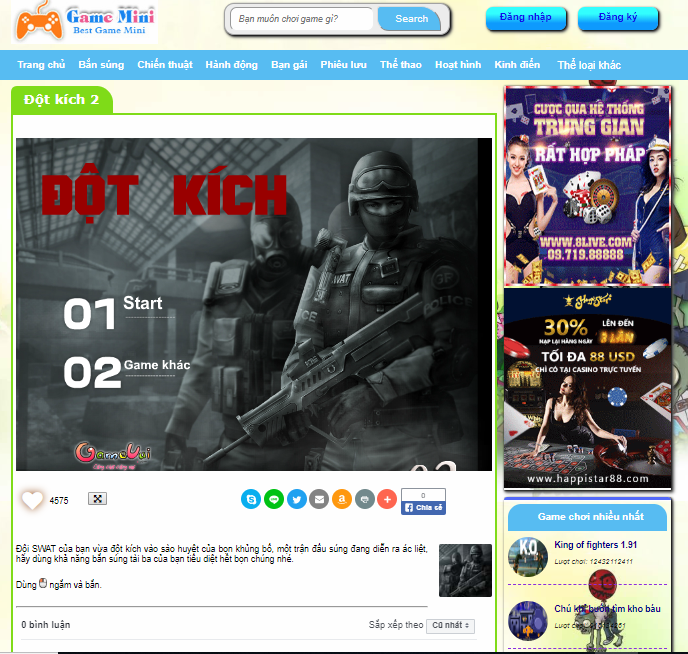 Game Mini
Best Game Mini
Bạn muốn chơi game gì?
Search
Đăng nhập
Đăng ký
Trang chủ
Bắn súng
Chiến thuật
Hành động
Bạn gái
Phiêu lưu
Thể thao
Hoạt hình
Kinh điển
Thể loại khác
Đột kích 2
ĐỘT KÍCH
SWAT
POLICE
01 Start
02 Game khác
GameVui
4575
0
Chia sẻ
Đội SWAT của bạn vừa đột kích vào sào huyệt của bọn khủng bố, một trận đấu súng đang diễn ra ác liệt,
hãy dùng khả năng bắn súng tài ba của bạn tiêu diệt hết bọn chúng nhé.
Dùng ngắm và bắn.
0 bình luận
Sắp xếp theo
Cũ nhất
CƯỢC QUA HỆ THỐNG
TRUNG GIAN
RẤT HỢP PHÁP
WWW.8LIVE.COM
09.719.88888
HappiStar
30% LÊN ĐẾN
NẠP LẠI HÀNG NGÀY 3 LẦN
TỐI ĐA 88 USD
CHỈ CÓ TẠI CASINO TRỰC TUYẾN
www.happistar88.com
Game chơi nhiều nhất
K.O
King of fighters 1.91
Lượt chơi: 12432112411
Chú khỉ buồn tìm kho báu